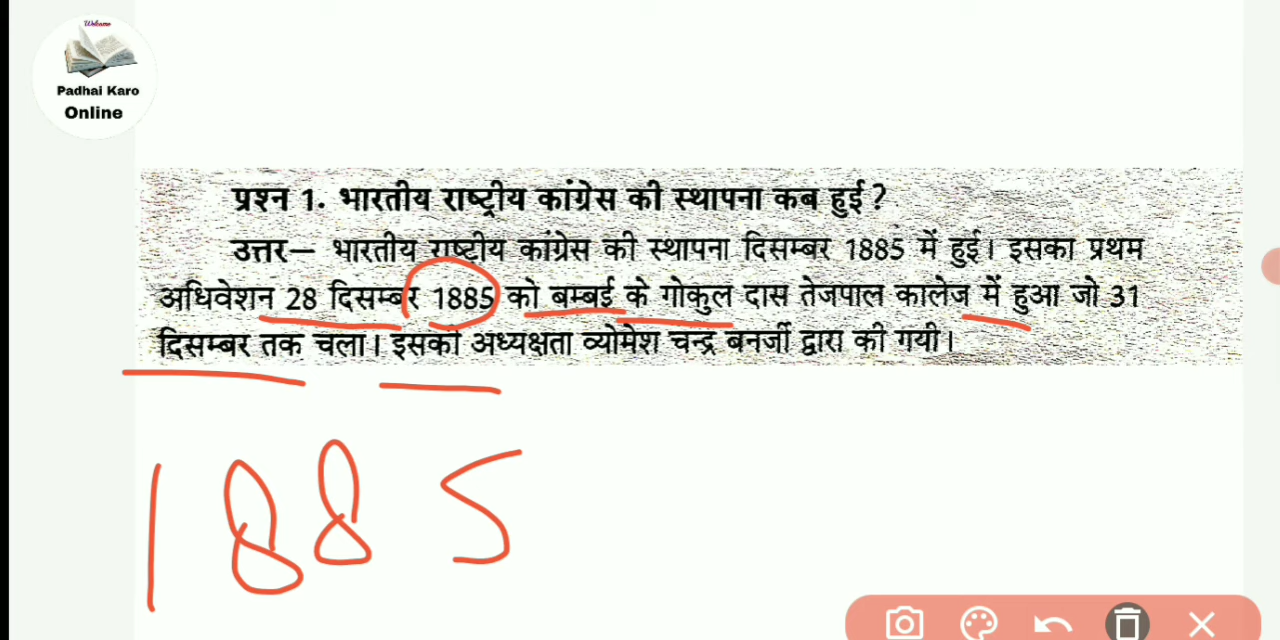 Welcome
Padhai Karo
Online
प्रश्न 1. भारतीय राष्ट्रीय कांग्रेस की स्थापना कब हुई ?
उत्तर— भारतीय राष्ट्रीय कांग्रेस की स्थापना दिसम्बर 1885 में हुई। इसका प्रथम
अधिवेशन 28 दिसम्बर 1885 को बम्बई के गोकुल दास तेजपाल कालेज में हुआ जो 31
दिसम्बर तक चला। इसकी अध्यक्षता व्योमेश चन्द्र बनर्जी द्वारा की गयी।
1885